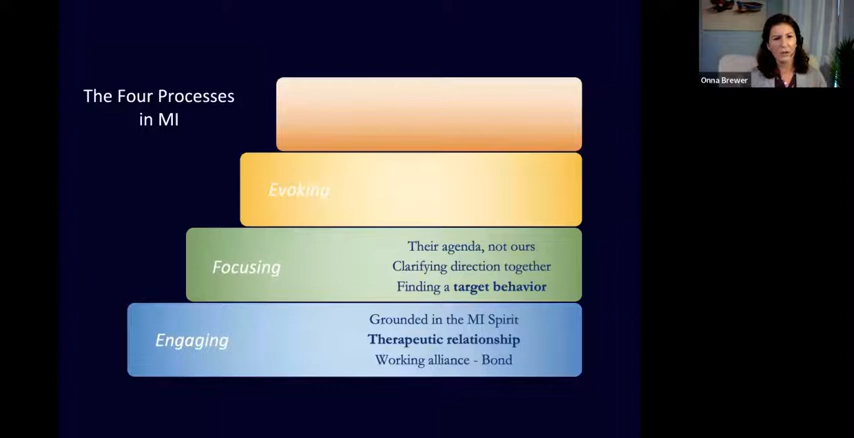 The Four Processes
in MI
Evoking
Focusing
Their agenda, not ours
Clarifying direction together
Finding a target behavior
Engaging
Grounded in the MI Spirit
Therapeutic relationship
Working alliance - Bond
Onna Brewer